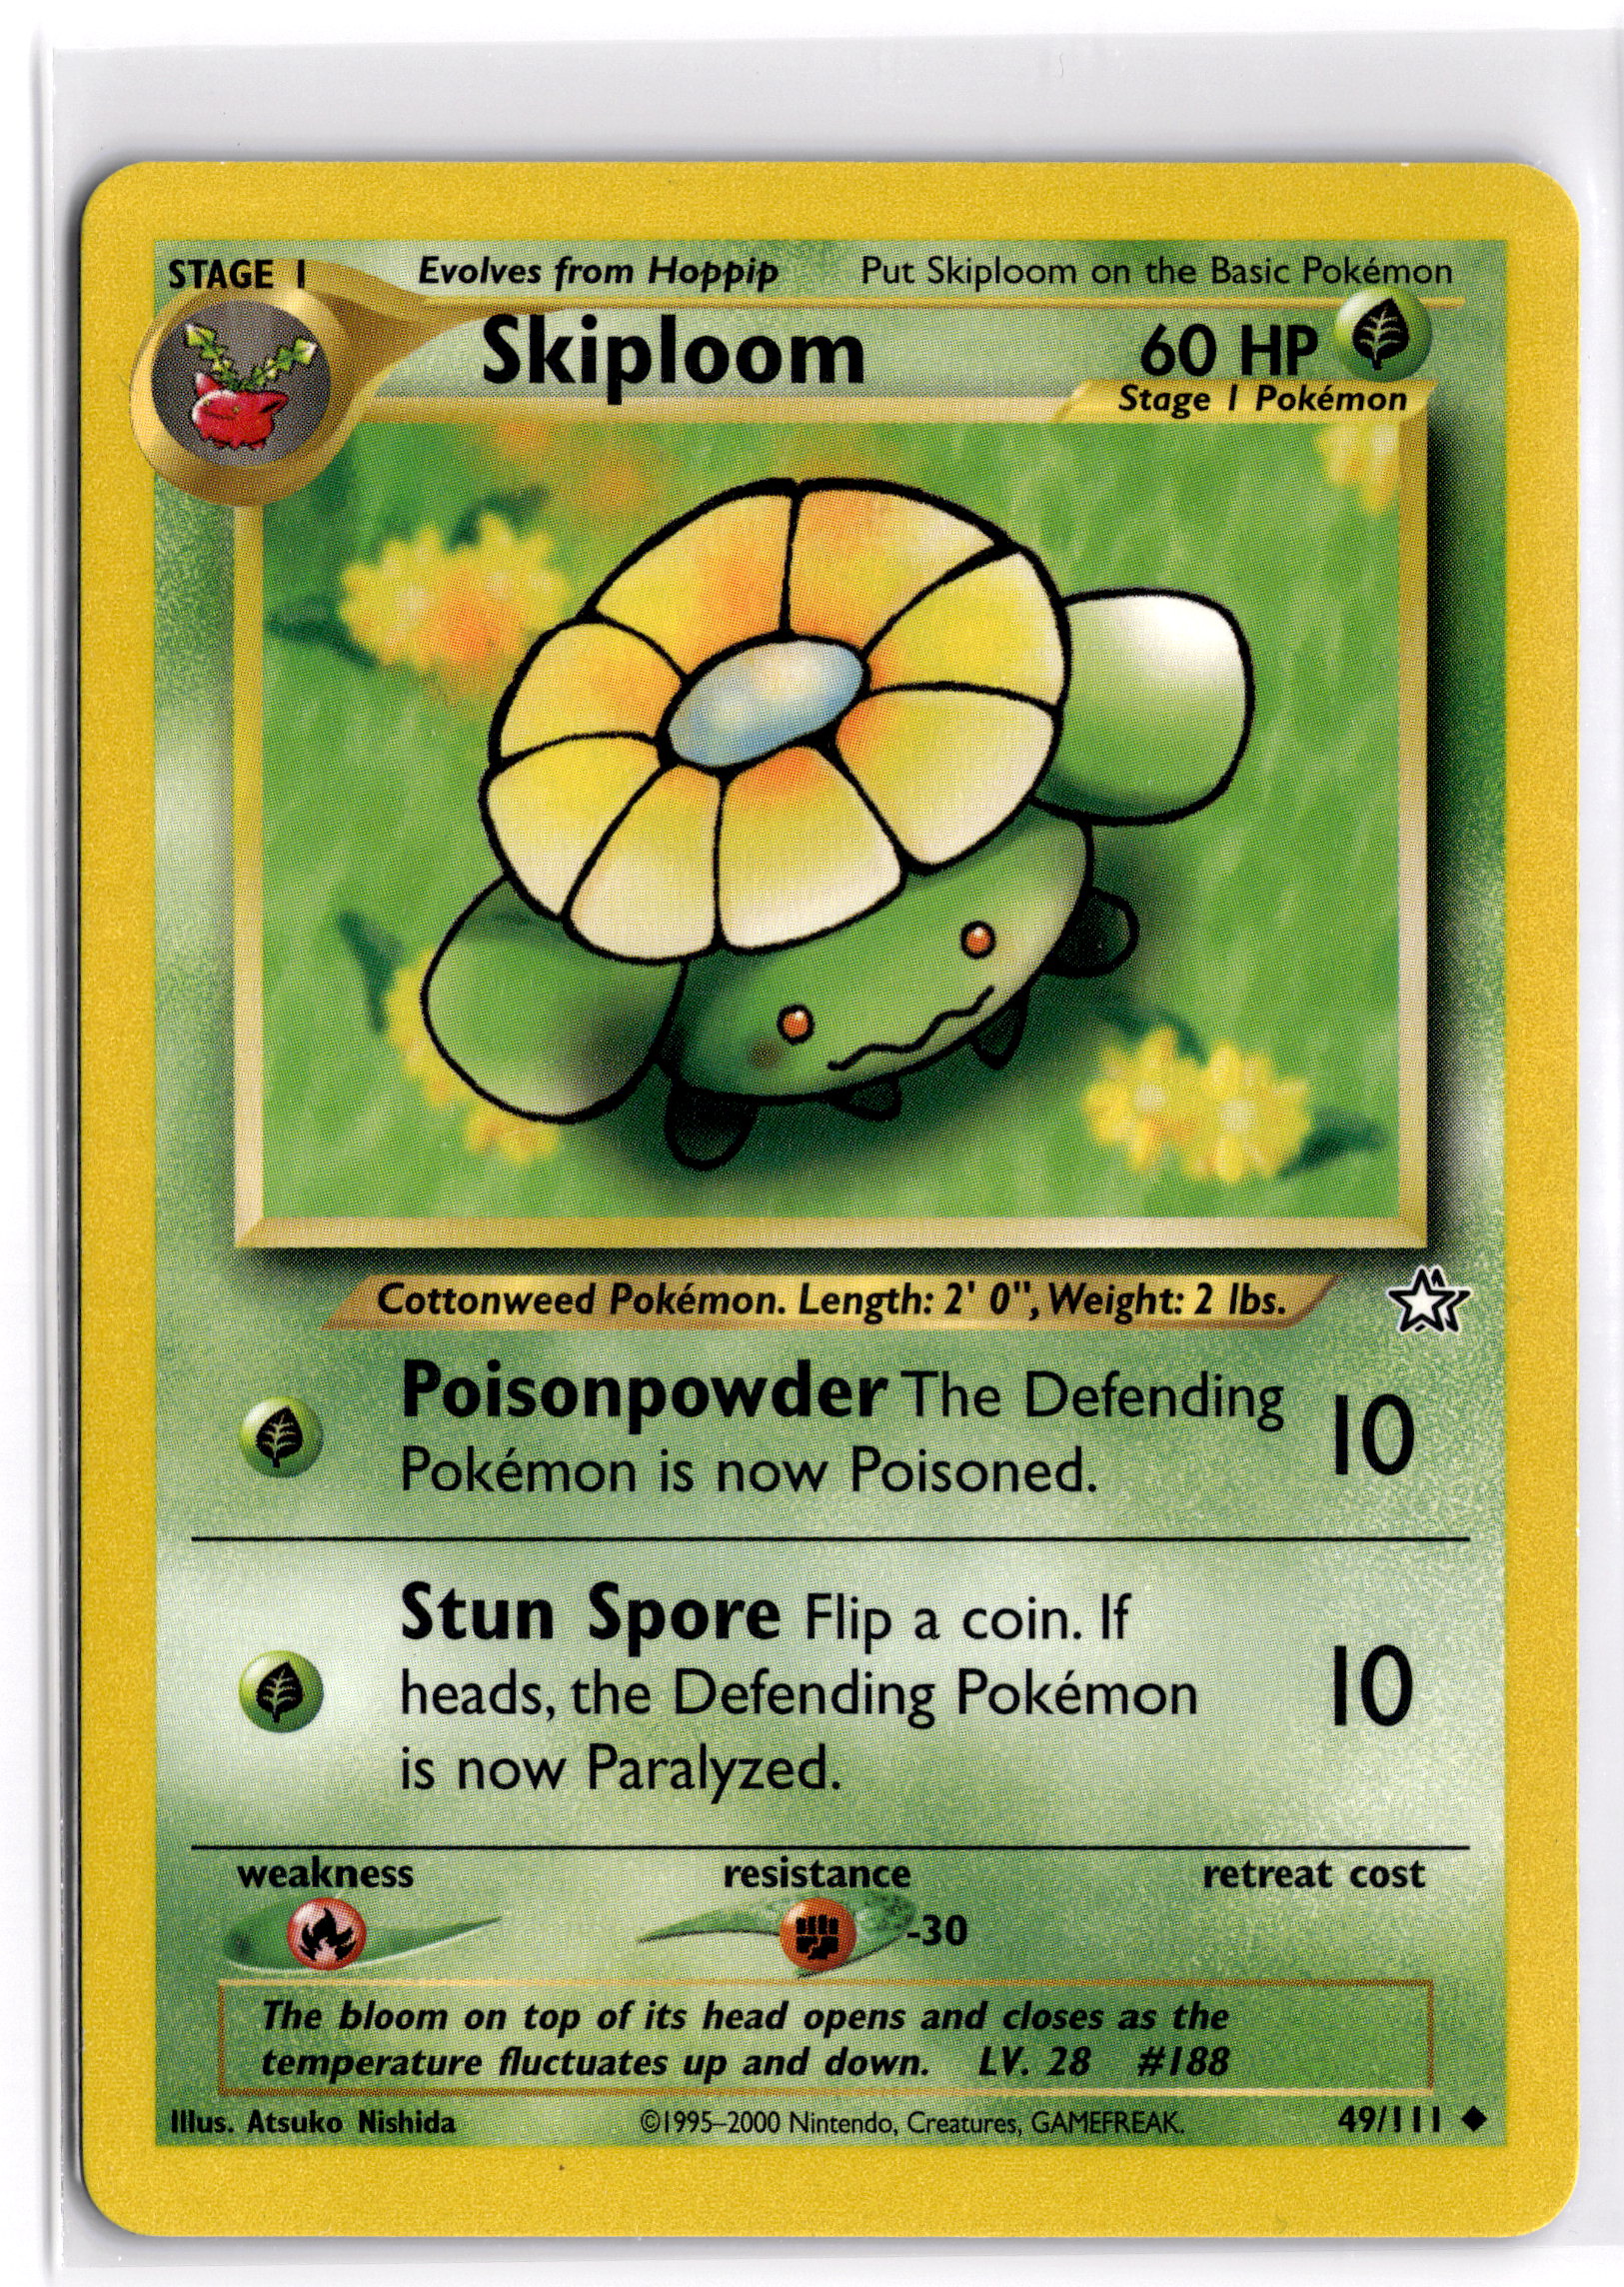 STAGE 1 Evolves from Hoppip Put Skiploom on the Basic Pokémon
Skiploom 60 HP
Stage 1 Pokémon
Cottonweed Pokémon. Length: 2' 0", Weight: 2 lbs.
Poisonpowder The Defending
Pokémon is now Poisoned. 10
Stun Spore Flip a coin. If
heads, the Defending Pokémon 10
is now Paralyzed.
weakness resistance retreat cost
-30
The bloom on top of its head opens and closes as the
temperature fluctuates up and down. LV. 28 #188
Illus. Atsuko Nishida ©1995–2000 Nintendo, Creatures, GAMEFREAK. 49/111